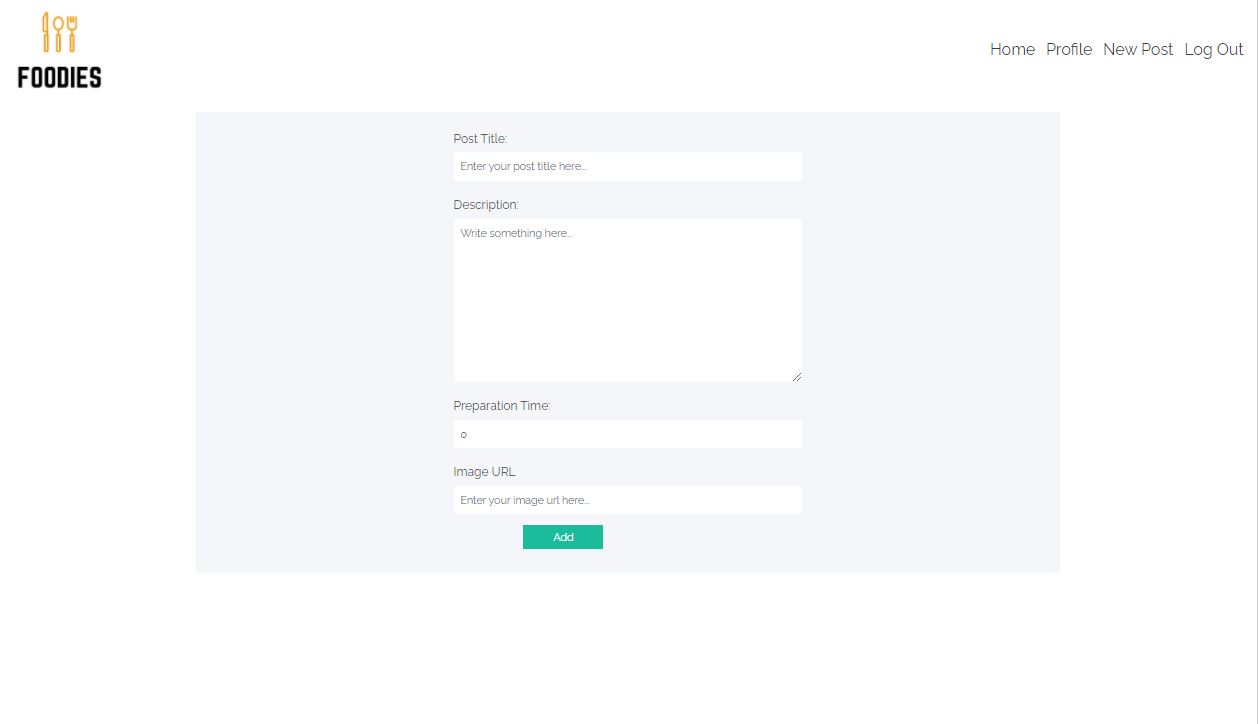 FOODIES
Home Profile New Post Log Out
Post Title:
Enter your post title here...
Description:
Write something here...
Preparation Time:
0
Image URL
Enter your image url here...
Add